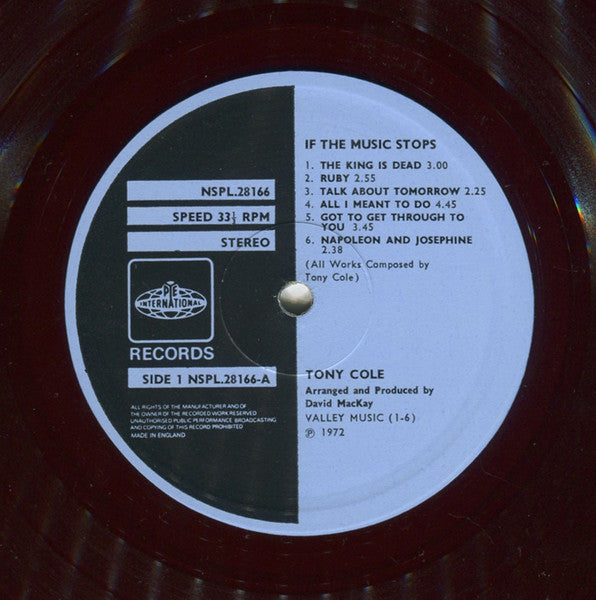 NSPL.28166
SPEED 33⅓ RPM
STEREO
PYE
INTERNATIONAL
RECORDS
SIDE 1 NSPL.28166-A
ALL RIGHTS OF THE MANUFACTURER AND OF
THE OWNER OF THE RECORDED WORK RESERVED
UNAUTHORISED PUBLIC PERFORMANCE BROADCASTING
AND COPYING OF THIS RECORD PROHIBITED
MADE IN ENGLAND
IF THE MUSIC STOPS
1. THE KING IS DEAD 3.00
2. RUBY 2.55
3. TALK ABOUT TOMORROW 2.25
4. ALL I MEANT TO DO 4.45
5. GOT TO GET THROUGH TO
YOU 3.45
6. NAPOLEON AND JOSEPHINE
2.38
(All Works Composed by
Tony Cole)
TONY COLE
Arranged and Produced by
David MacKay
VALLEY MUSIC (1-6)
℗ 1972